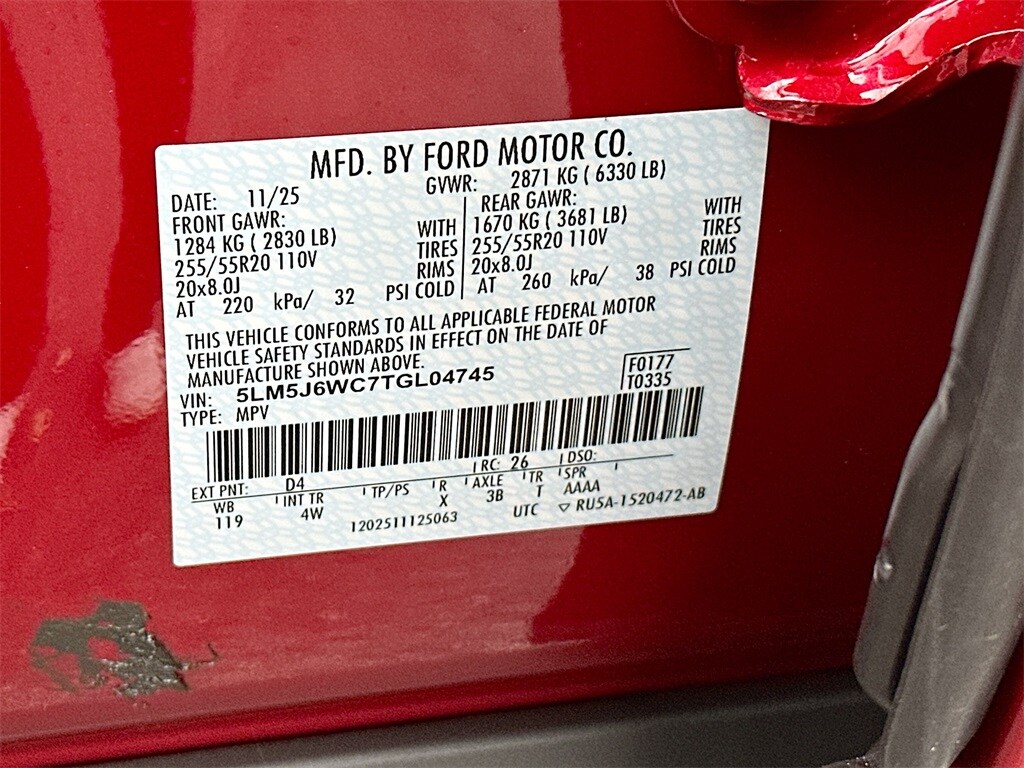 MFD. BY FORD MOTOR CO.
DATE: 11/25 GVWR: 2871 KG ( 6330 LB)
FRONT GAWR: REAR GAWR:
1284 KG ( 2830 LB) WITH 1670 KG ( 3681 LB) WITH
255/55R20 110V TIRES 255/55R20 110V TIRES
20x8.0J RIMS 20x8.0J RIMS
AT 220 kPa/ 32 PSI COLD AT 260 kPa/ 38 PSI COLD
THIS VEHICLE CONFORMS TO ALL APPLICABLE FEDERAL MOTOR
VEHICLE SAFETY STANDARDS IN EFFECT ON THE DATE OF
MANUFACTURE SHOWN ABOVE.
VIN: 5LM5J6WC7TGL04745 F0177
TYPE: MPV T0335
EXT PNT: D4 RC: 26 DSO:
WB INT TR TP/PS R AXLE TR SPR
119 4W X 3B T AAAA
1202511125063 UTC ▽ RU5A-1520472-AB